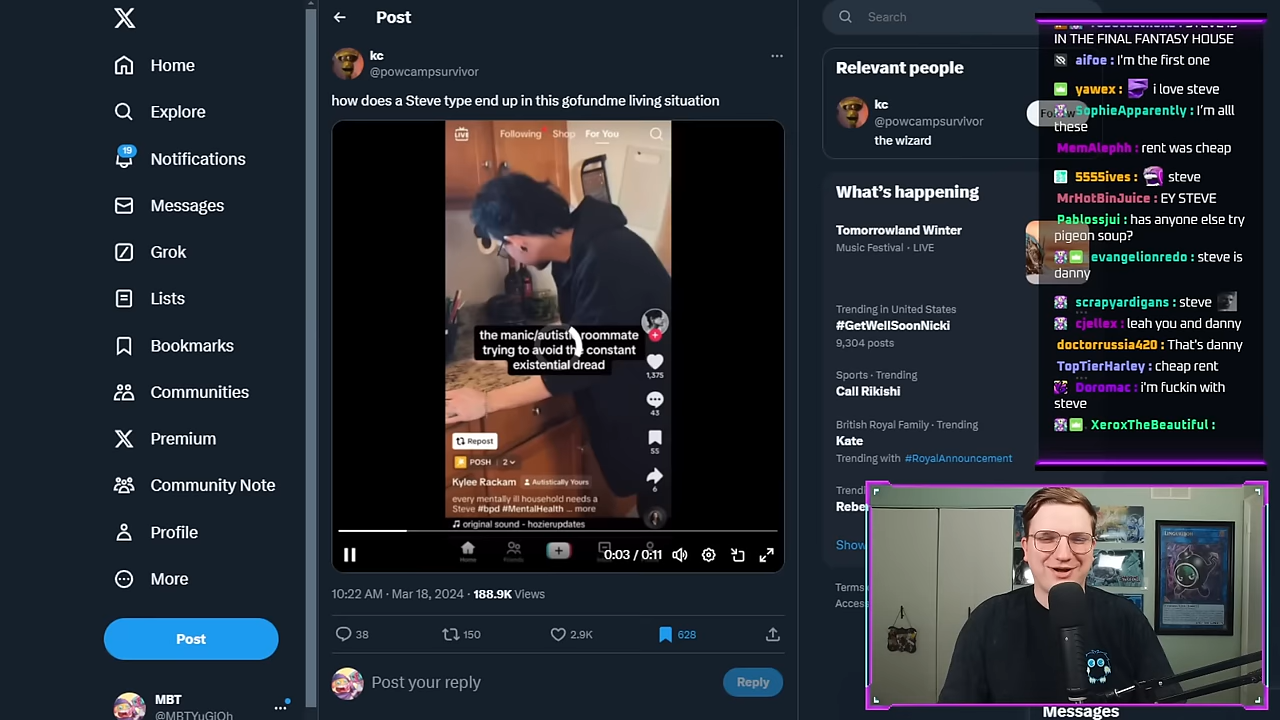 Home
Explore
19
Notifications
Messages
Grok
Lists
Bookmarks
Communities
Premium
Community Note
Profile
More
Post
MBT
@MBTYuGiOh
Post
kc
@powcampsurvivor
how does a Steve type end up in this gofundme living situation
LIVE
Following
Shop
For You
the manic/autistic roommate
trying to avoid the constant
existential dread
1,375
43
55
6
Repost
POSH | 2
Kylee Rackam
Autistically Yours
every mentally ill household needs a
Steve #bpd #MentalHealth ... more
original sound - hozierupdates
Home
Friends
0:03 / 0:11
10:22 AM · Mar 18, 2024 · 188.9K Views
38
150
2.9K
628
Post your reply
Reply
Search
Relevant people
kc
@powcampsurvivor
the wizard
What's happening
Tomorrowland Winter
Music Festival · LIVE
Trending in United States
#GetWellSoonNicki
9,304 posts
Sports · Trending
Call Rikishi
British Royal Family · Trending
Kate
Trending with #RoyalAnnouncement
Show
Terms
IN THE FINAL FANTASY HOUSE
aifoe : I'm the first one
yawex : i love steve
SophieApparently : I'm alll
these
MemAlephh : rent was cheap
5555ives : steve
MrHotBinJuice : EY STEVE
Pablossjui : has anyone else try
pigeon soup?
evangelionredo : steve is
danny
scrapyardigans : steve
cjellex : leah you and danny
doctorrussia420 : That's danny
TopTierHarley : cheap rent
Doromac : i'm fuckin with
steve
XeroxTheBeautiful :
Messages